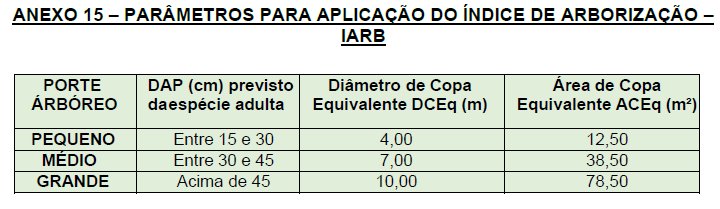 ANEXO 15 – PARÂMETROS PARA APLICAÇÃO DO ÍNDICE DE ARBORIZAÇÃO –
IARB
PORTE ÁRBÓREO | DAP (cm) previsto daespécie adulta | Diâmetro de Copa Equivalente DCEq (m) | Área de Copa Equivalente ACEq (m²)
PEQUENO | Entre 15 e 30 | 4,00 | 12,50
MÉDIO | Entre 30 e 45 | 7,00 | 38,50
GRANDE | Acima de 45 | 10,00 | 78,50